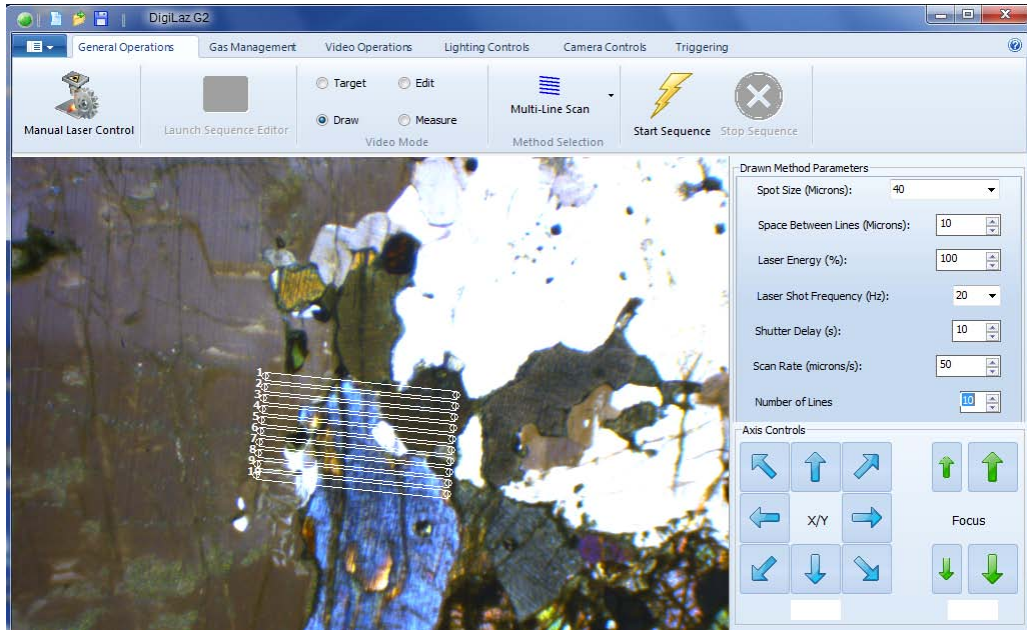 DigiLaz G2
General Operations Gas Management Video Operations Lighting Controls Camera Controls Triggering
Target Edit
Multi-Line Scan
Manual Laser Control Launch Sequence Editor Draw Measure Start Sequence Stop Sequence
Video Mode Method Selection
Drawn Method Parameters
Spot Size (Microns): 40
Space Between Lines (Microns): 10
Laser Energy (%): 100
Laser Shot Frequency (Hz): 20
Shutter Delay (s): 10
Scan Rate (microns/s): 50
Number of Lines 10
Axis Controls
X/Y Focus
1
2
3
4
5
6
7
8
9
10